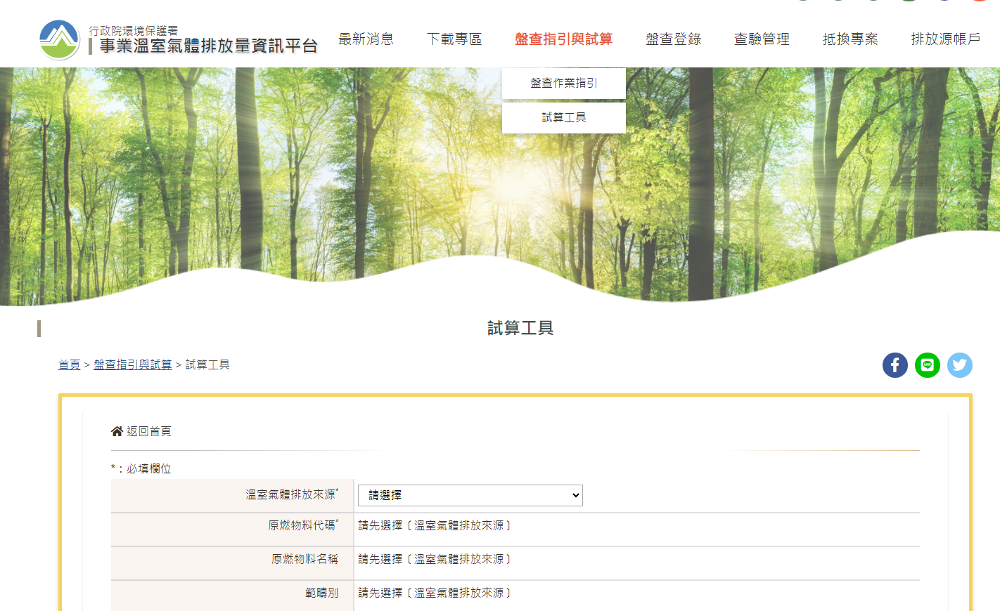 行政院環境保護署
事業溫室氣體排放量資訊平台
最新消息 下載專區 盤查指引與試算 盤查登錄 查驗管理 抵換專案 排放源帳戶
盤查作業指引
試算工具
試算工具
首頁 > 盤查指引與試算 > 試算工具
返回首頁
*：必填欄位
溫室氣體排放來源* 請選擇
原燃物料代碼* 請先選擇﹝溫室氣體排放來源﹞
原燃物料名稱 請先選擇﹝溫室氣體排放來源﹞
範疇別 請先選擇﹝溫室氣體排放來源﹞